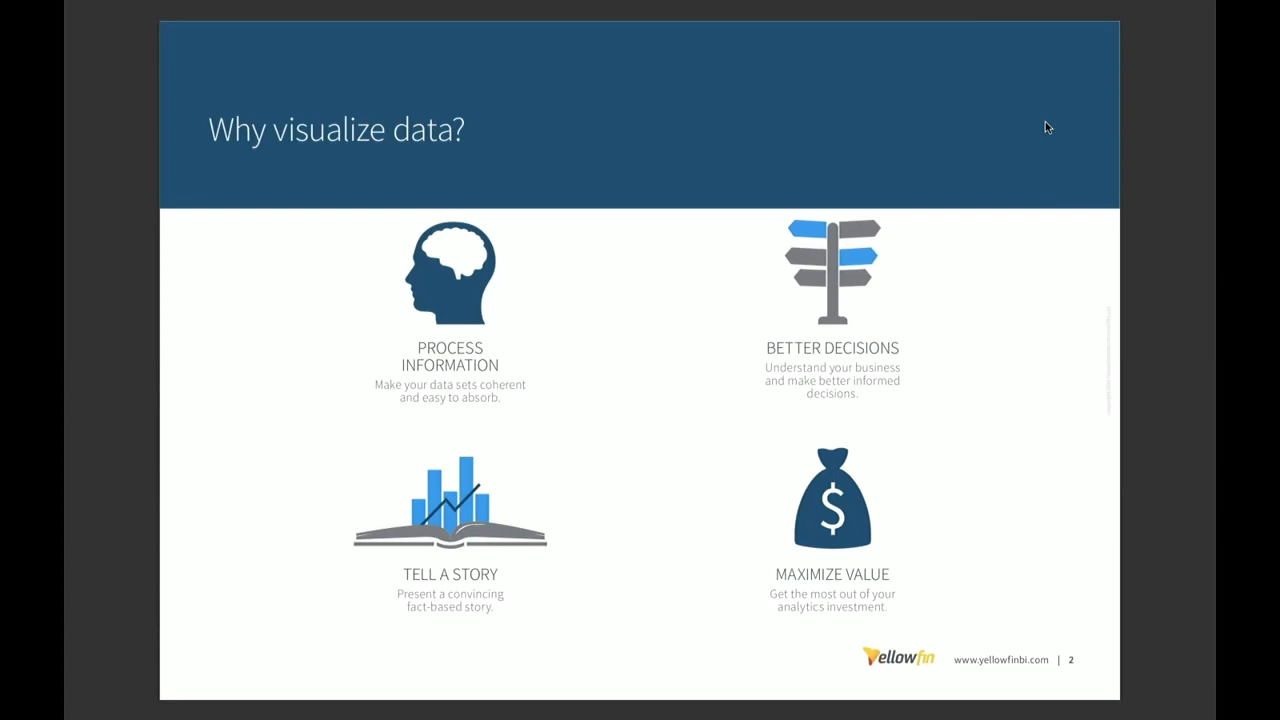 Why visualize data?
PROCESS
INFORMATION
Make your data sets coherent
and easy to absorb.
BETTER DECISIONS
Understand your business
and make better informed
decisions.
$
TELL A STORY
Present a convincing
fact-based story.
MAXIMIZE VALUE
Get the most out of your
analytics investment.
Yellowfin www.yellowfinbi.com | 2